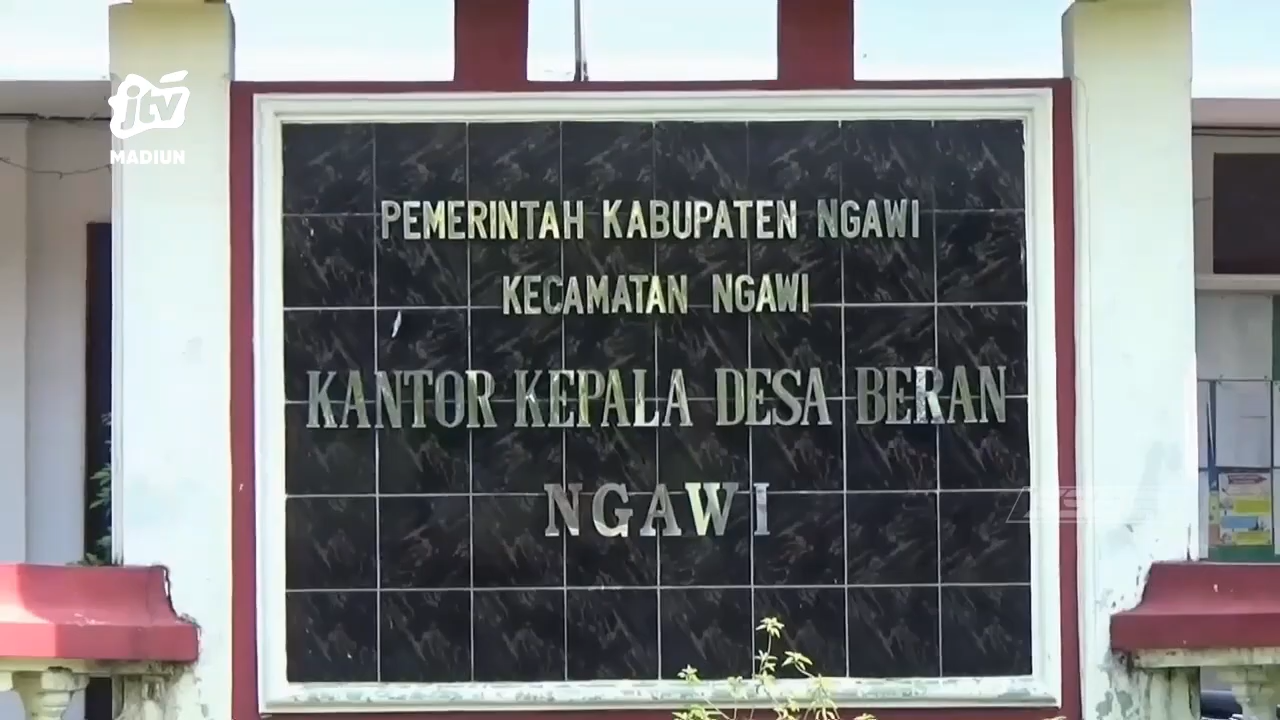 jtv
MADIUN
PEMERINTAH KABUPATEN NGAWI
KECAMATAN NGAWI
KANTOR KEPALA DESA BERAN
NGAWI